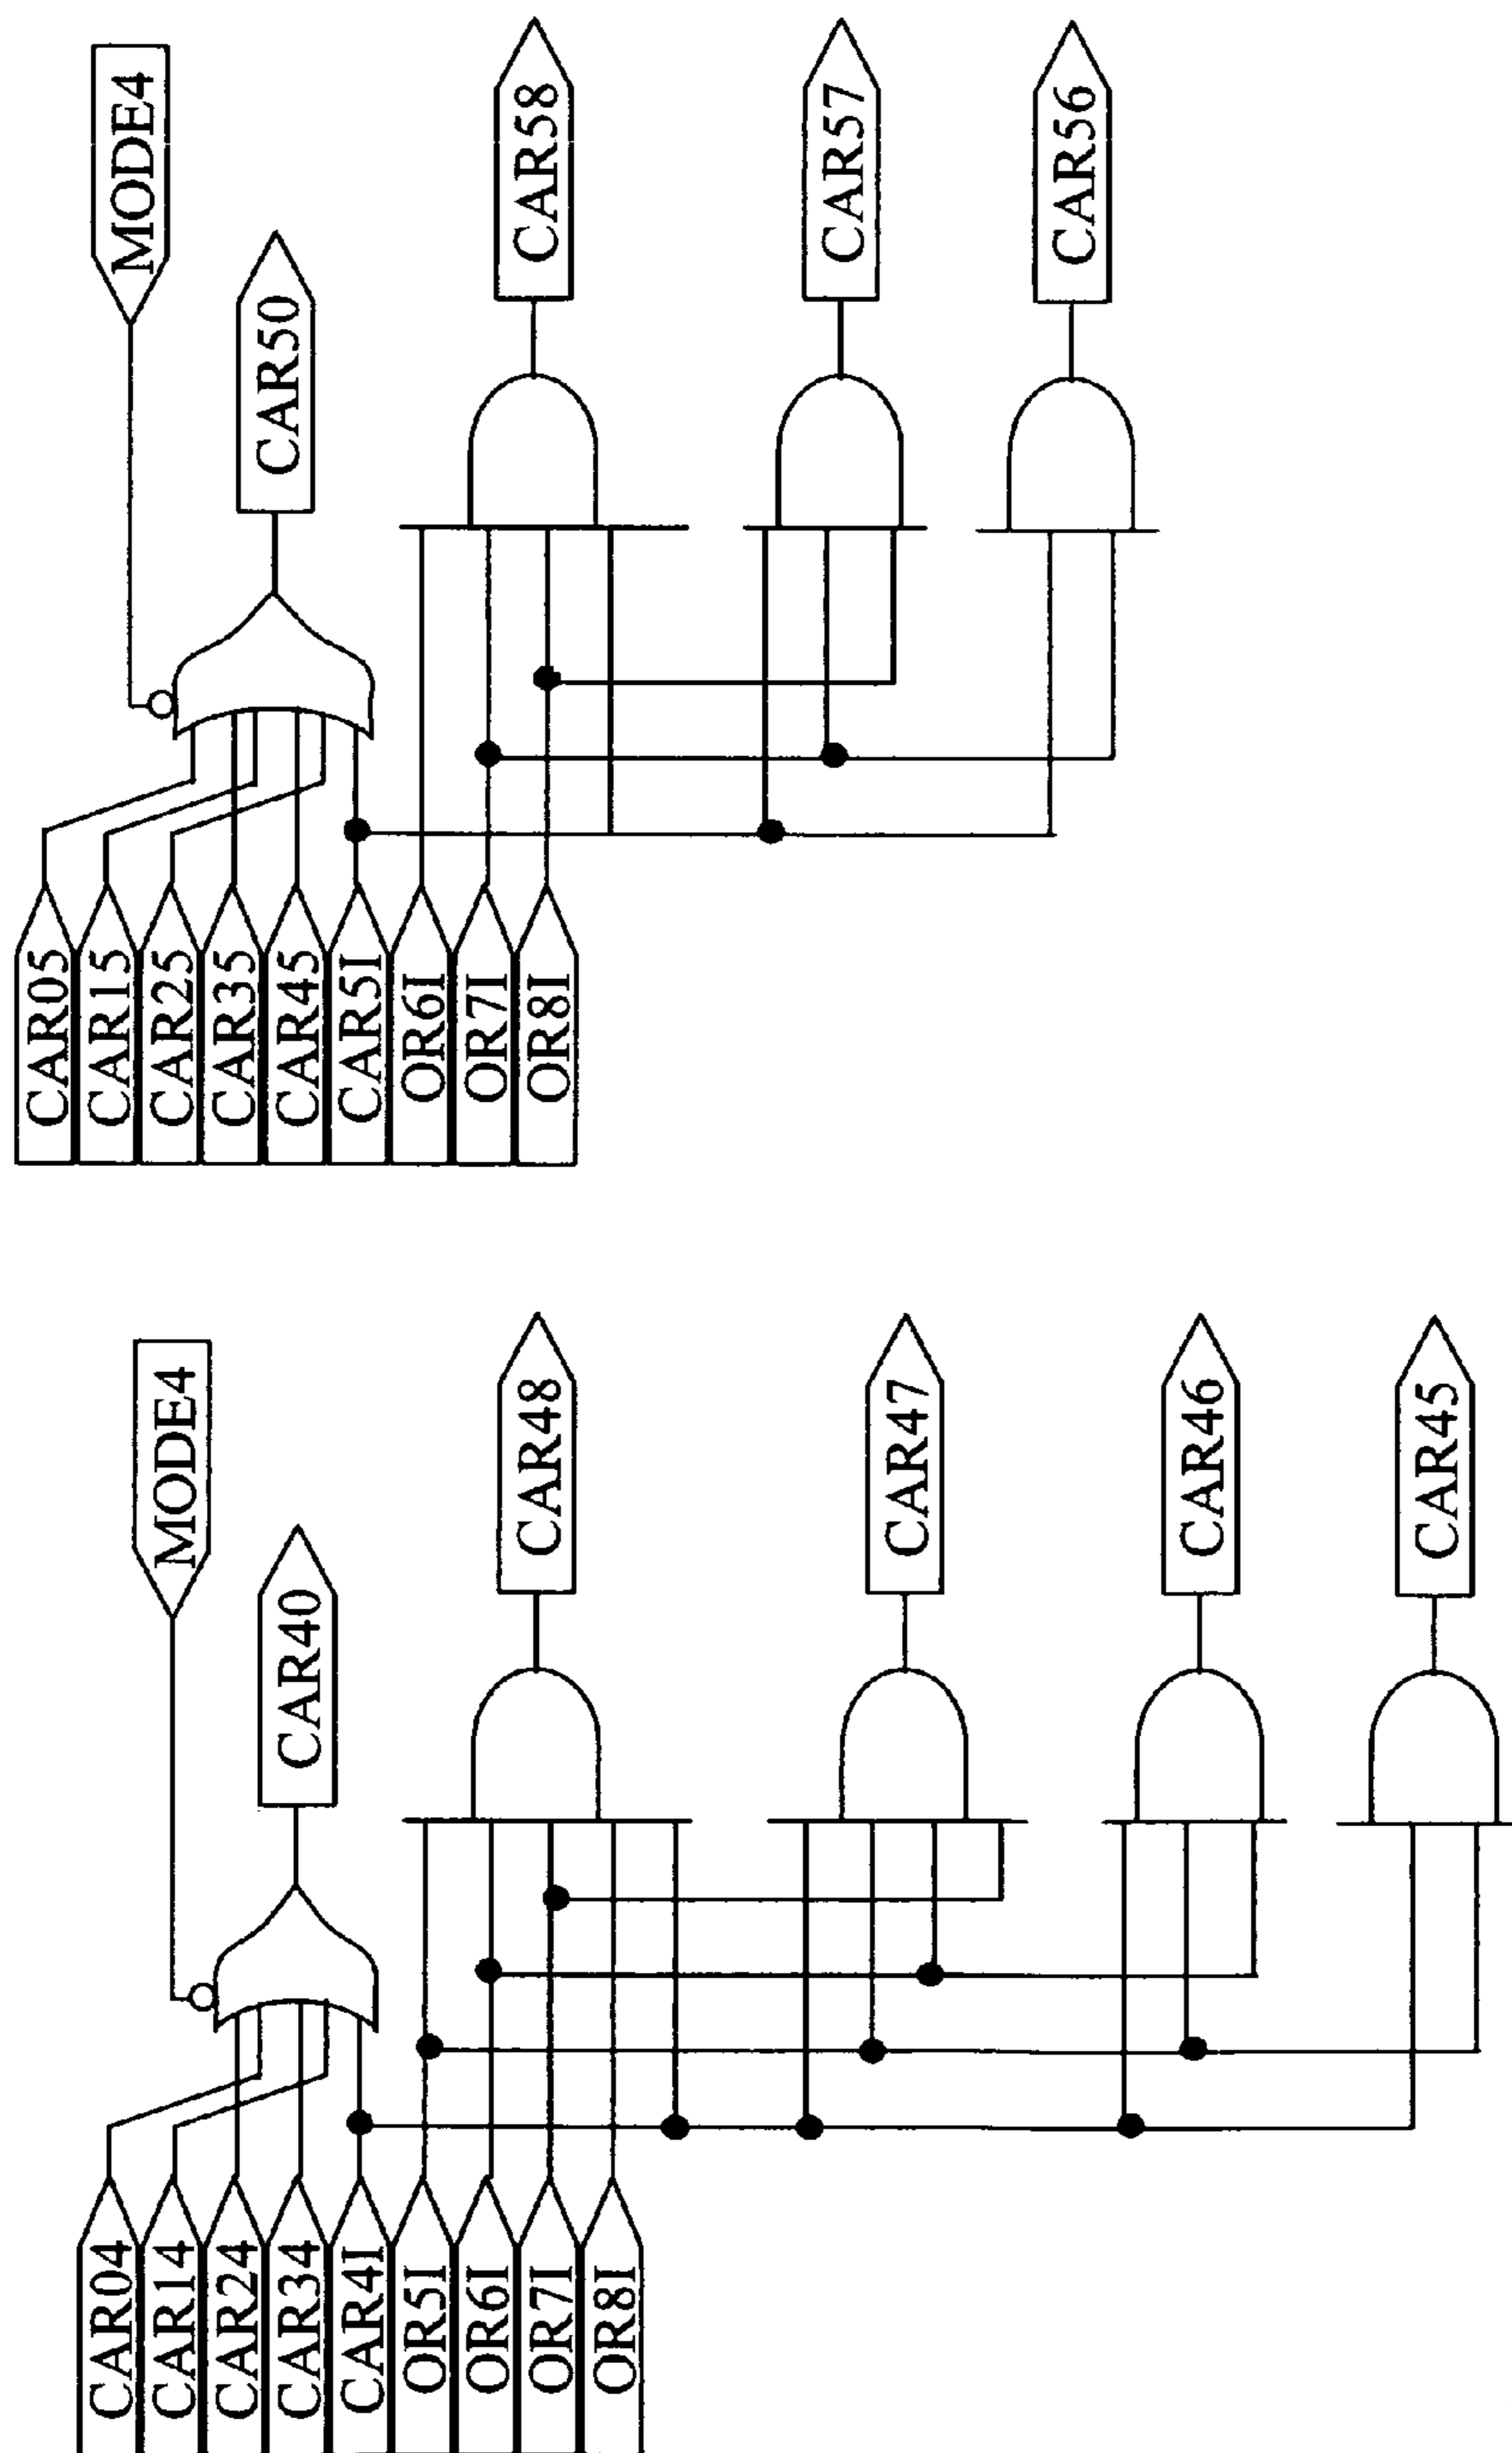 MODE4
CAR50
CAR58
CAR57
CAR56
CAR05
CAR15
CAR25
CAR35
CAR45
CAR5I
OR6I
OR7I
OR8I
MODE4
CAR40
CAR48
CAR47
CAR46
CAR45
CAR04
CAR14
CAR24
CAR34
CAR4I
OR5I
OR6I
OR7I
OR8I